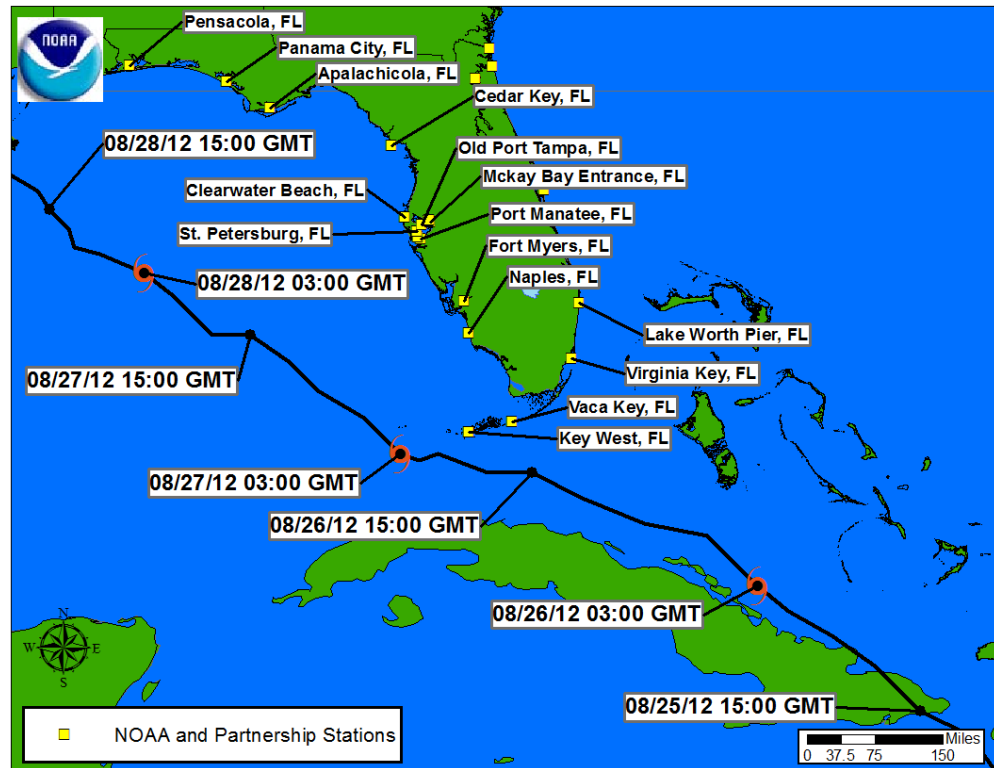 NOAA
Pensacola, FL
Panama City, FL
Apalachicola, FL
Cedar Key, FL
08/28/12 15:00 GMT
Old Port Tampa, FL
Mckay Bay Entrance, FL
Clearwater Beach, FL
Port Manatee, FL
St. Petersburg, FL
Fort Myers, FL
Naples, FL
08/28/12 03:00 GMT
Lake Worth Pier, FL
Virginia Key, FL
08/27/12 15:00 GMT
Vaca Key, FL
Key West, FL
08/27/12 03:00 GMT
08/26/12 15:00 GMT
08/26/12 03:00 GMT
N
W E
S
08/25/12 15:00 GMT
NOAA and Partnership Stations
Miles
0 37.5 75 150